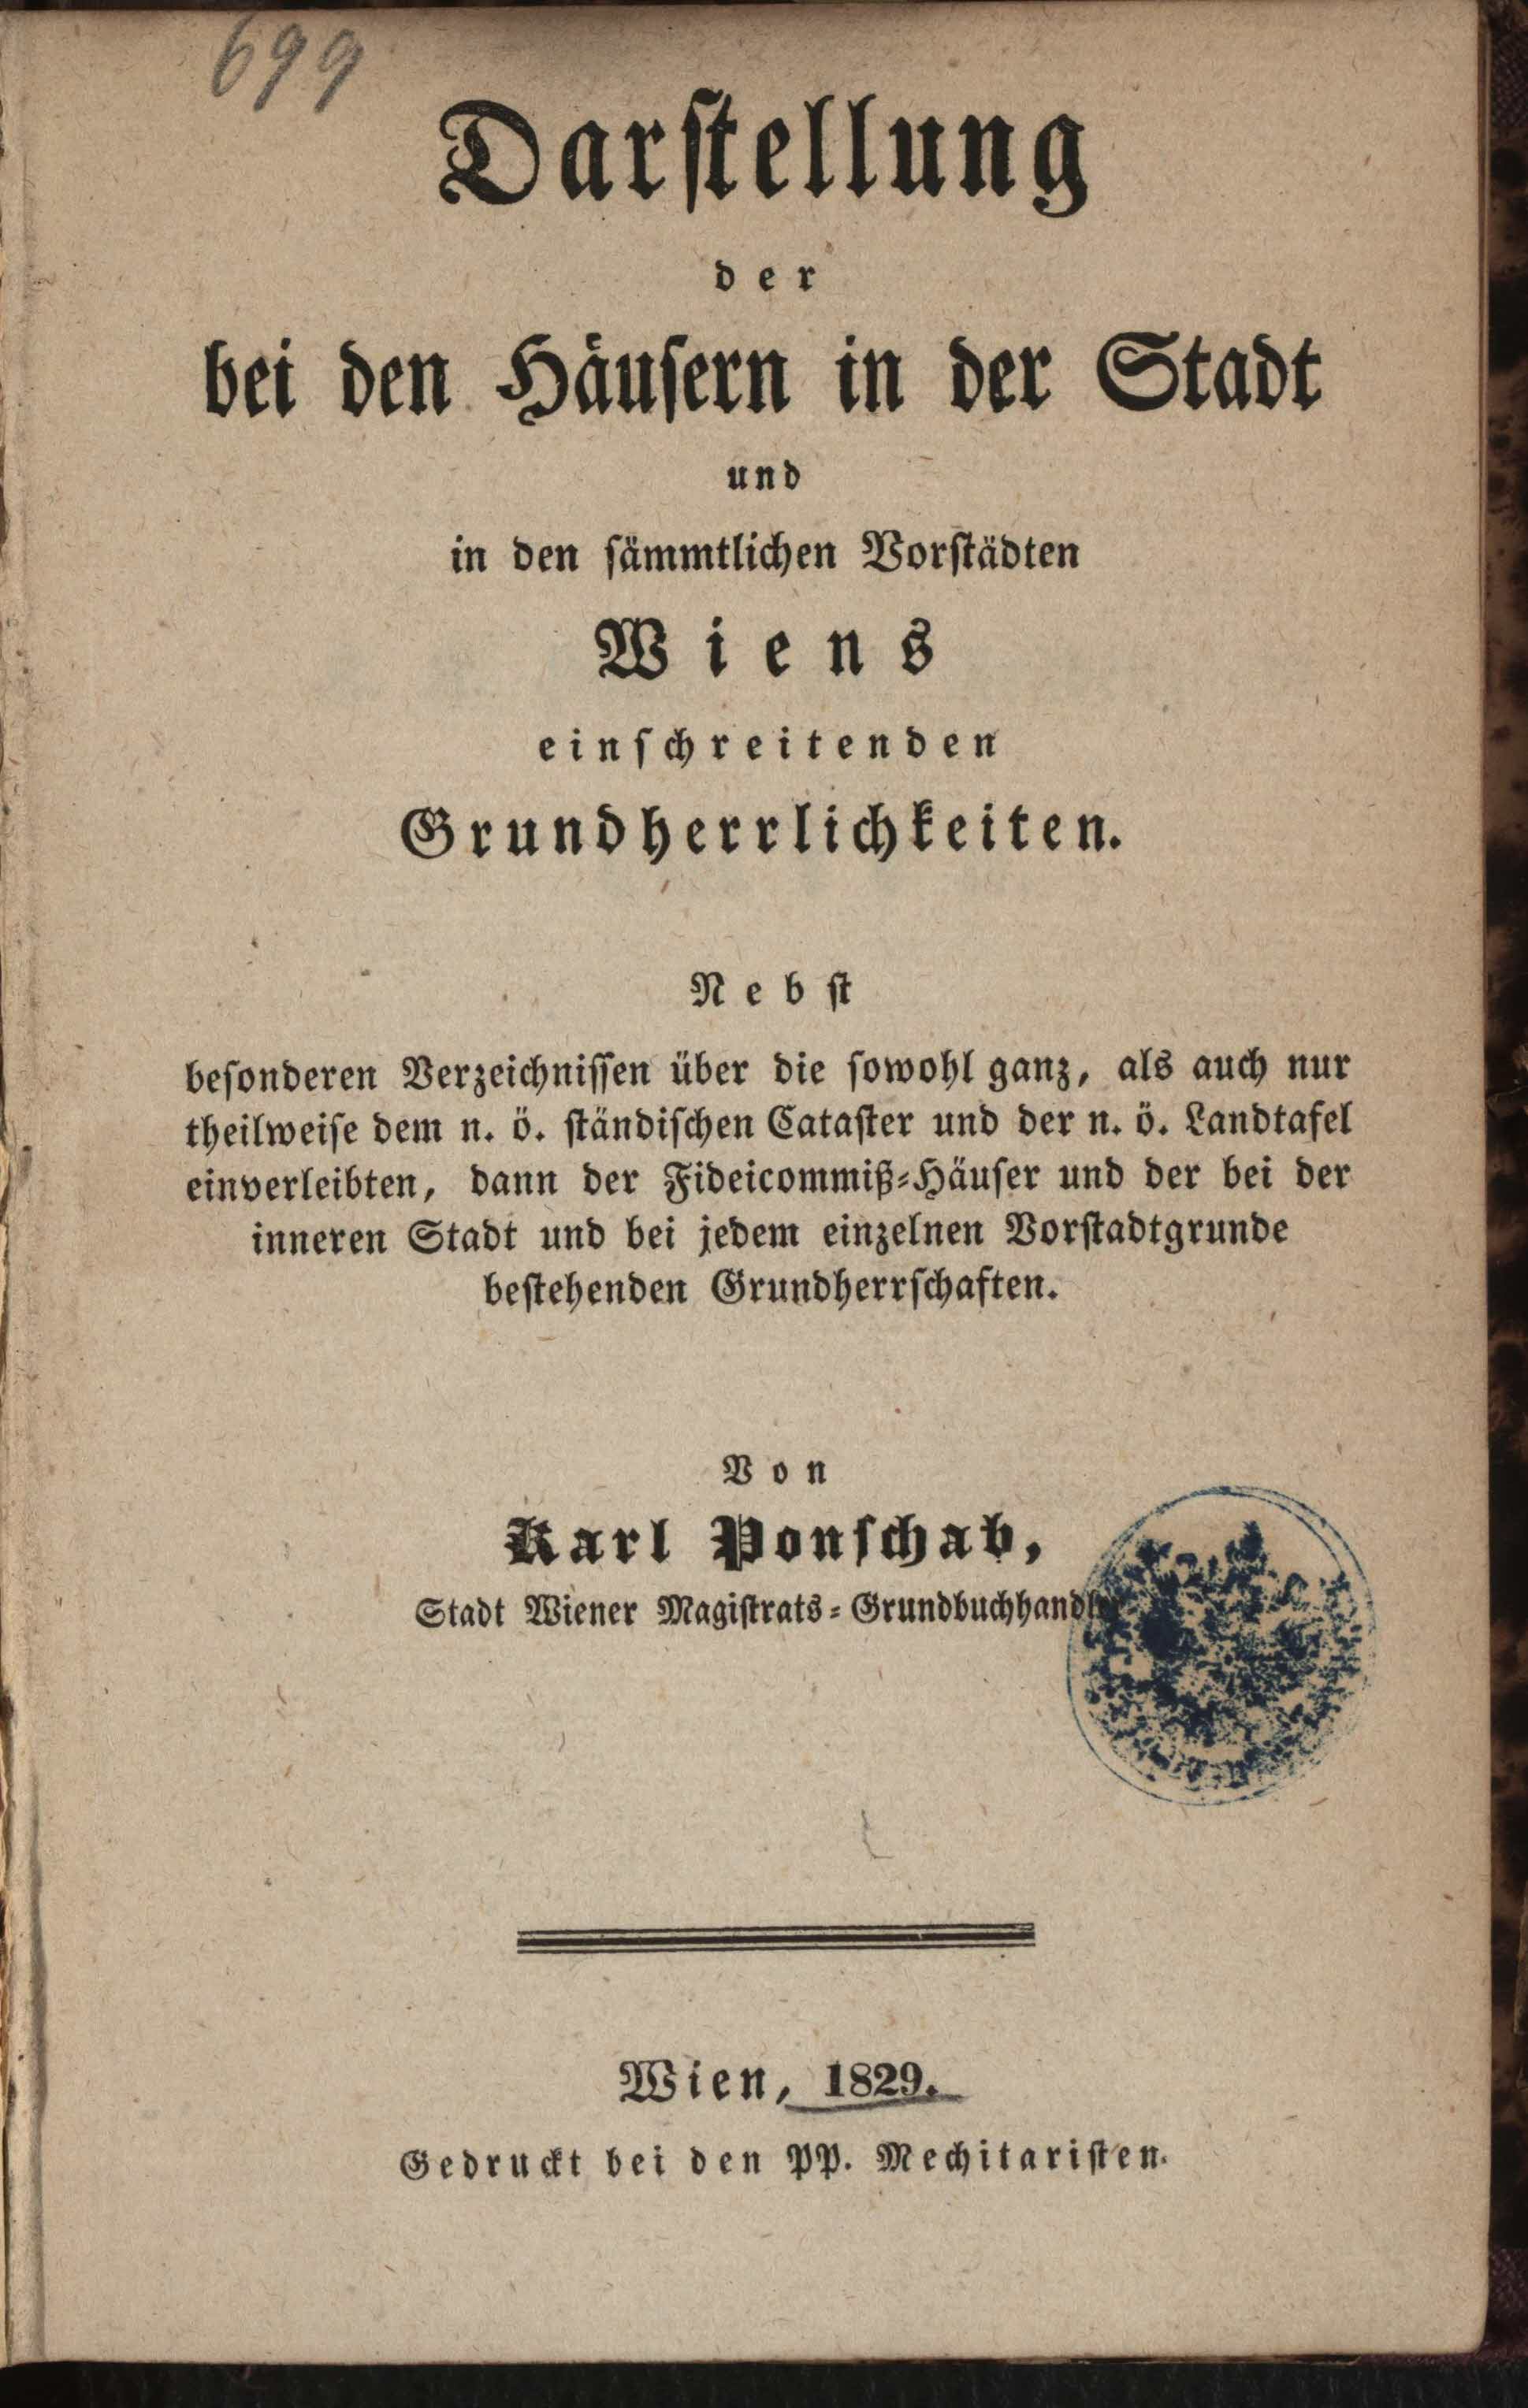 699
Darstellung
der
bei den Häusern in der Stadt
und
in den sämmtlichen Vorstädten
Wiens
einschreitenden
Grundherrlichkeiten.
Nebst
besonderen Verzeichnissen über die sowohl ganz, als auch nur
theilweise dem n. ö. ständischen Cataster und der n. ö. Landtafel
einverleibten, dann der Fideicommiß-Häuser und der bei der
inneren Stadt und bei jedem einzelnen Vorstadtgrunde
bestehenden Grundherrschaften.
Von
Karl Ponschab,
Stadt Wiener Magistrats-
Wien, 1829.
Gedruckt bei den PP. Mechitaristen.